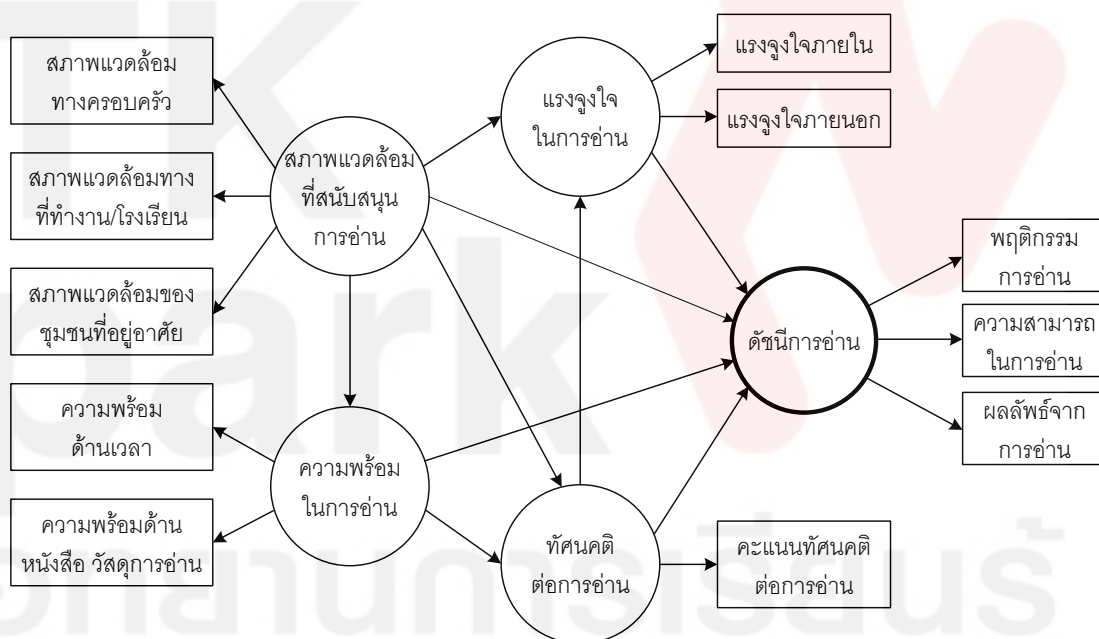 สภาพแวดล้อม
ทางครอบครัว
สภาพแวดล้อมทาง
ที่ทำงาน/โรงเรียน
สภาพแวดล้อมของ
ชุมชนที่อยู่อาศัย
ความพร้อม
ด้านเวลา
ความพร้อมด้าน
หนังสือ วัสดุการอ่าน
สภาพแวดล้อม
ที่สนับสนุน
การอ่าน
ความพร้อม
ในการอ่าน
แรงจูงใจ
ในการอ่าน
ทัศนคติ
ต่อการอ่าน
แรงจูงใจภายใน
แรงจูงใจภายนอก
ดัชนีการอ่าน
คะแนนทัศนคติ
ต่อการอ่าน
พฤติกรรม
การอ่าน
ความสามารถ
ในการอ่าน
ผลลัพธ์จาก
การอ่าน
TK
park